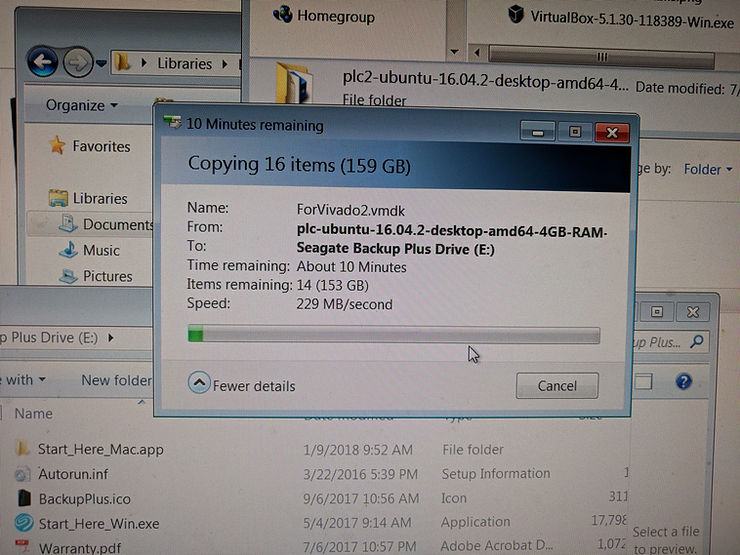 Homegroup
VirtualBox-5.1.30-118389-Win.exe
Libraries
plc2-ubuntu-16.04.2-desktop-amd64-4... Date modified: 7/
File folder
Organize
10 Minutes remaining
Favorites
Copying 16 items (159 GB)
ge by: Folder
Libraries
Documents
Music
Pictures
Name: ForVivado2.vmdk
From: plc-ubuntu-16.04.2-desktop-amd64-4GB-RAM-
To: Seagate Backup Plus Drive (E:)
Time remaining: About 10 Minutes
Items remaining: 14 (153 GB)
Speed: 229 MB/second
p Plus Drive (E:)
up Plus...
e with
New folder
Fewer details
Cancel
Name
Start_Here_Mac.app 1/9/2018 9:52 AM File folder
Autorun.inf 3/22/2016 5:39 PM Setup Information 1
BackupPlus.ico 9/6/2017 10:56 AM Icon 311
Start_Here_Win.exe 5/4/2017 9:14 AM Application 17,798
Warranty.pdf 7/6/2017 10:57 PM Adobe Acrobat D... 1,072
Select a file
to preview.